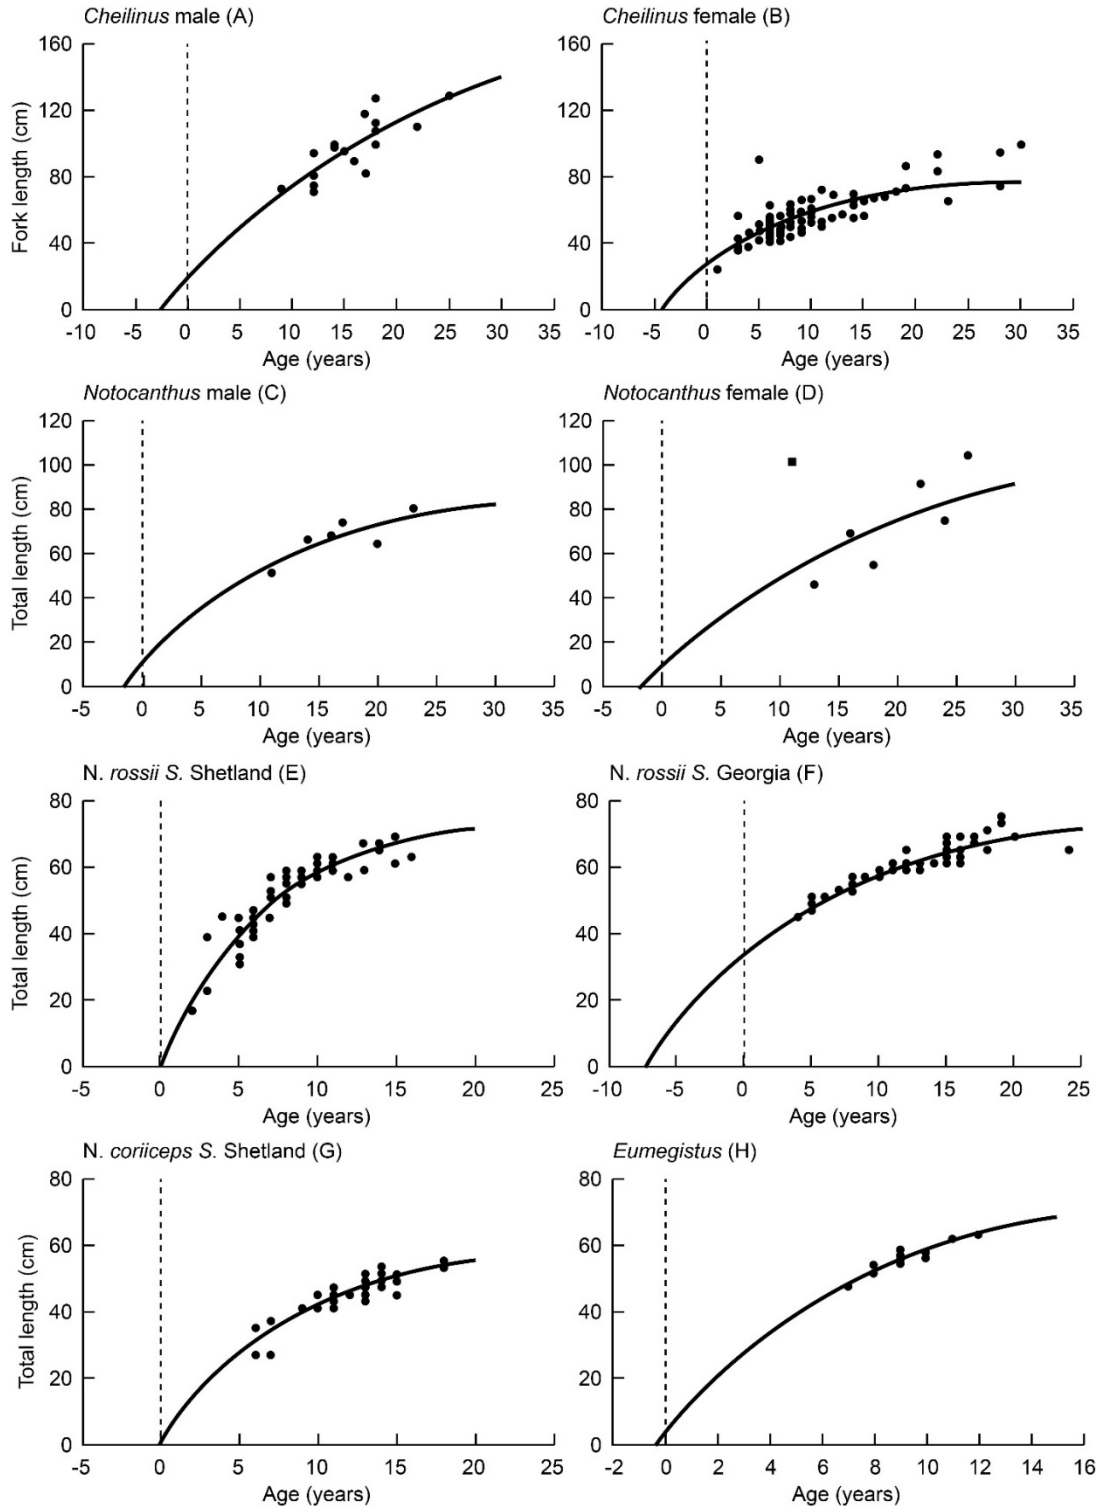 Cheilinus male (A)
160
120
80
40
0
Fork length (cm)
-10 -5 0 5 10 15 20 25 30 35
Age (years)
Cheilinus female (B)
160
120
80
40
0
-10 -5 0 5 10 15 20 25 30 35
Age (years)
Notocanthus male (C)
120
100
80
60
40
20
0
Total length (cm)
-5 0 5 10 15 20 25 30 35
Age (years)
Notocanthus female (D)
120
100
80
60
40
20
0
-5 0 5 10 15 20 25 30 35
Age (years)
N. rossii S. Shetland (E)
80
60
40
20
0
Total length (cm)
-5 0 5 10 15 20 25
Age (years)
N. rossii S. Georgia (F)
80
60
40
20
0
-10 -5 0 5 10 15 20 25
Age (years)
N. coriiceps S. Shetland (G)
80
60
40
20
0
Total length (cm)
-5 0 5 10 15 20 25
Age (years)
Eumegistus (H)
80
60
40
20
0
-2 0 2 4 6 8 10 12 14 16
Age (years)